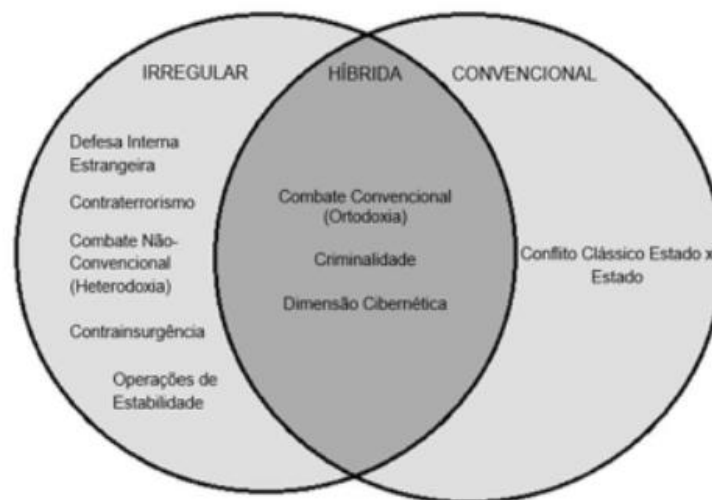 IRREGULAR
HÍBRIDA
CONVENCIONAL
Defesa Interna
Estrangeira
Contraterrorismo
Combate Não-
Convencional
(Heterodoxia)
Contrainsurgência
Operações de
Estabilidade
Combate Convencional
(Ortodoxia)
Criminalidade
Dimensão Cibernética
Conflito Clássico Estado x
Estado